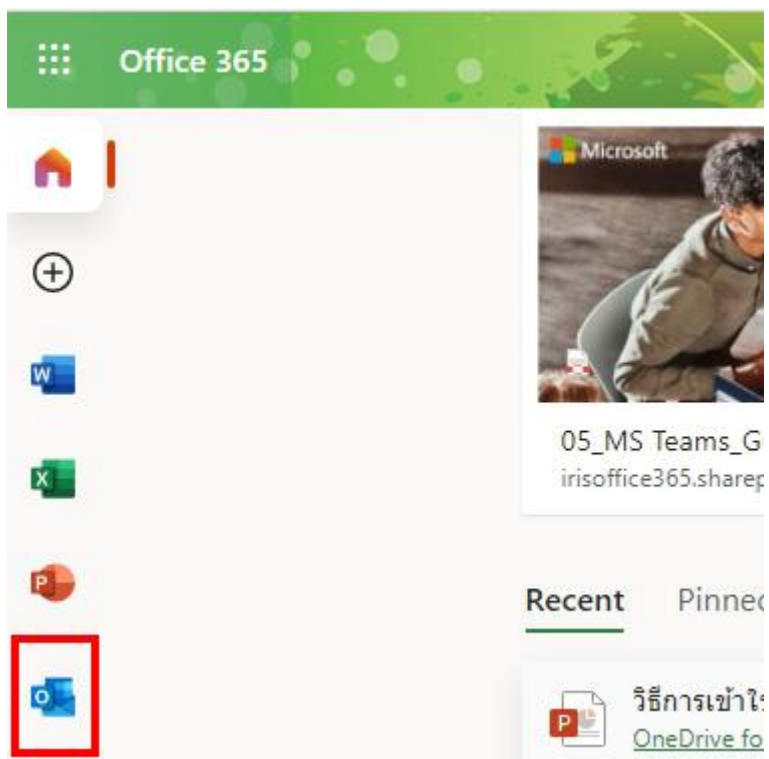 Office 365
Microsoft
W
X
05_MS Teams_G
irisoffice365.sharep
P
Recent Pinned
O
P
วิธีการเข้าใ
OneDrive fo